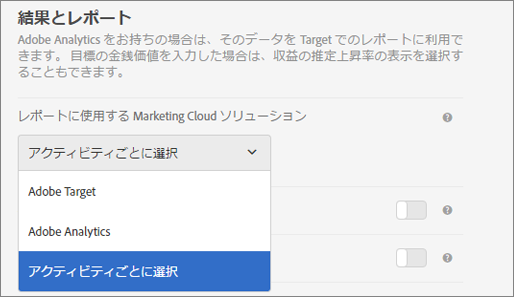 結果とレポート
Adobe Analytics をお持ちの場合は、そのデータを Target でのレポートに利用で
きます。 目標の金銭価値を入力した場合は、収益の推定上昇率の表示を選択す
ることもできます。
レポートに使用する Marketing Cloud ソリューション
アクティビティごとに選択
Adobe Target
Adobe Analytics
アクティビティごとに選択